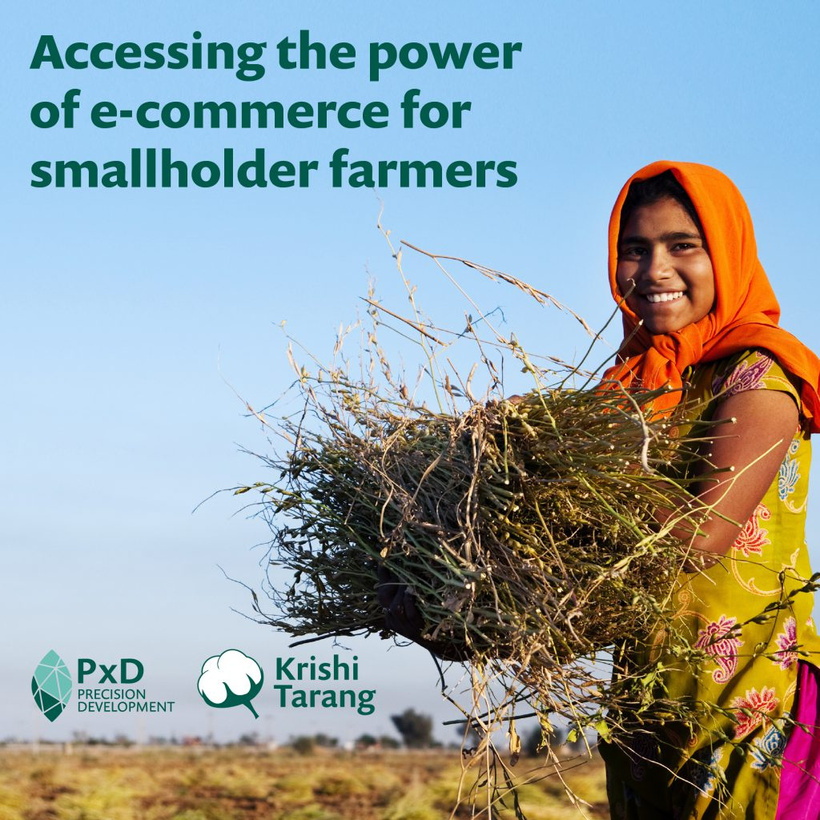 Accessing the power
of e-commerce for
smallholder farmers
PxD
PRECISION
DEVELOPMENT
Krishi
Tarang